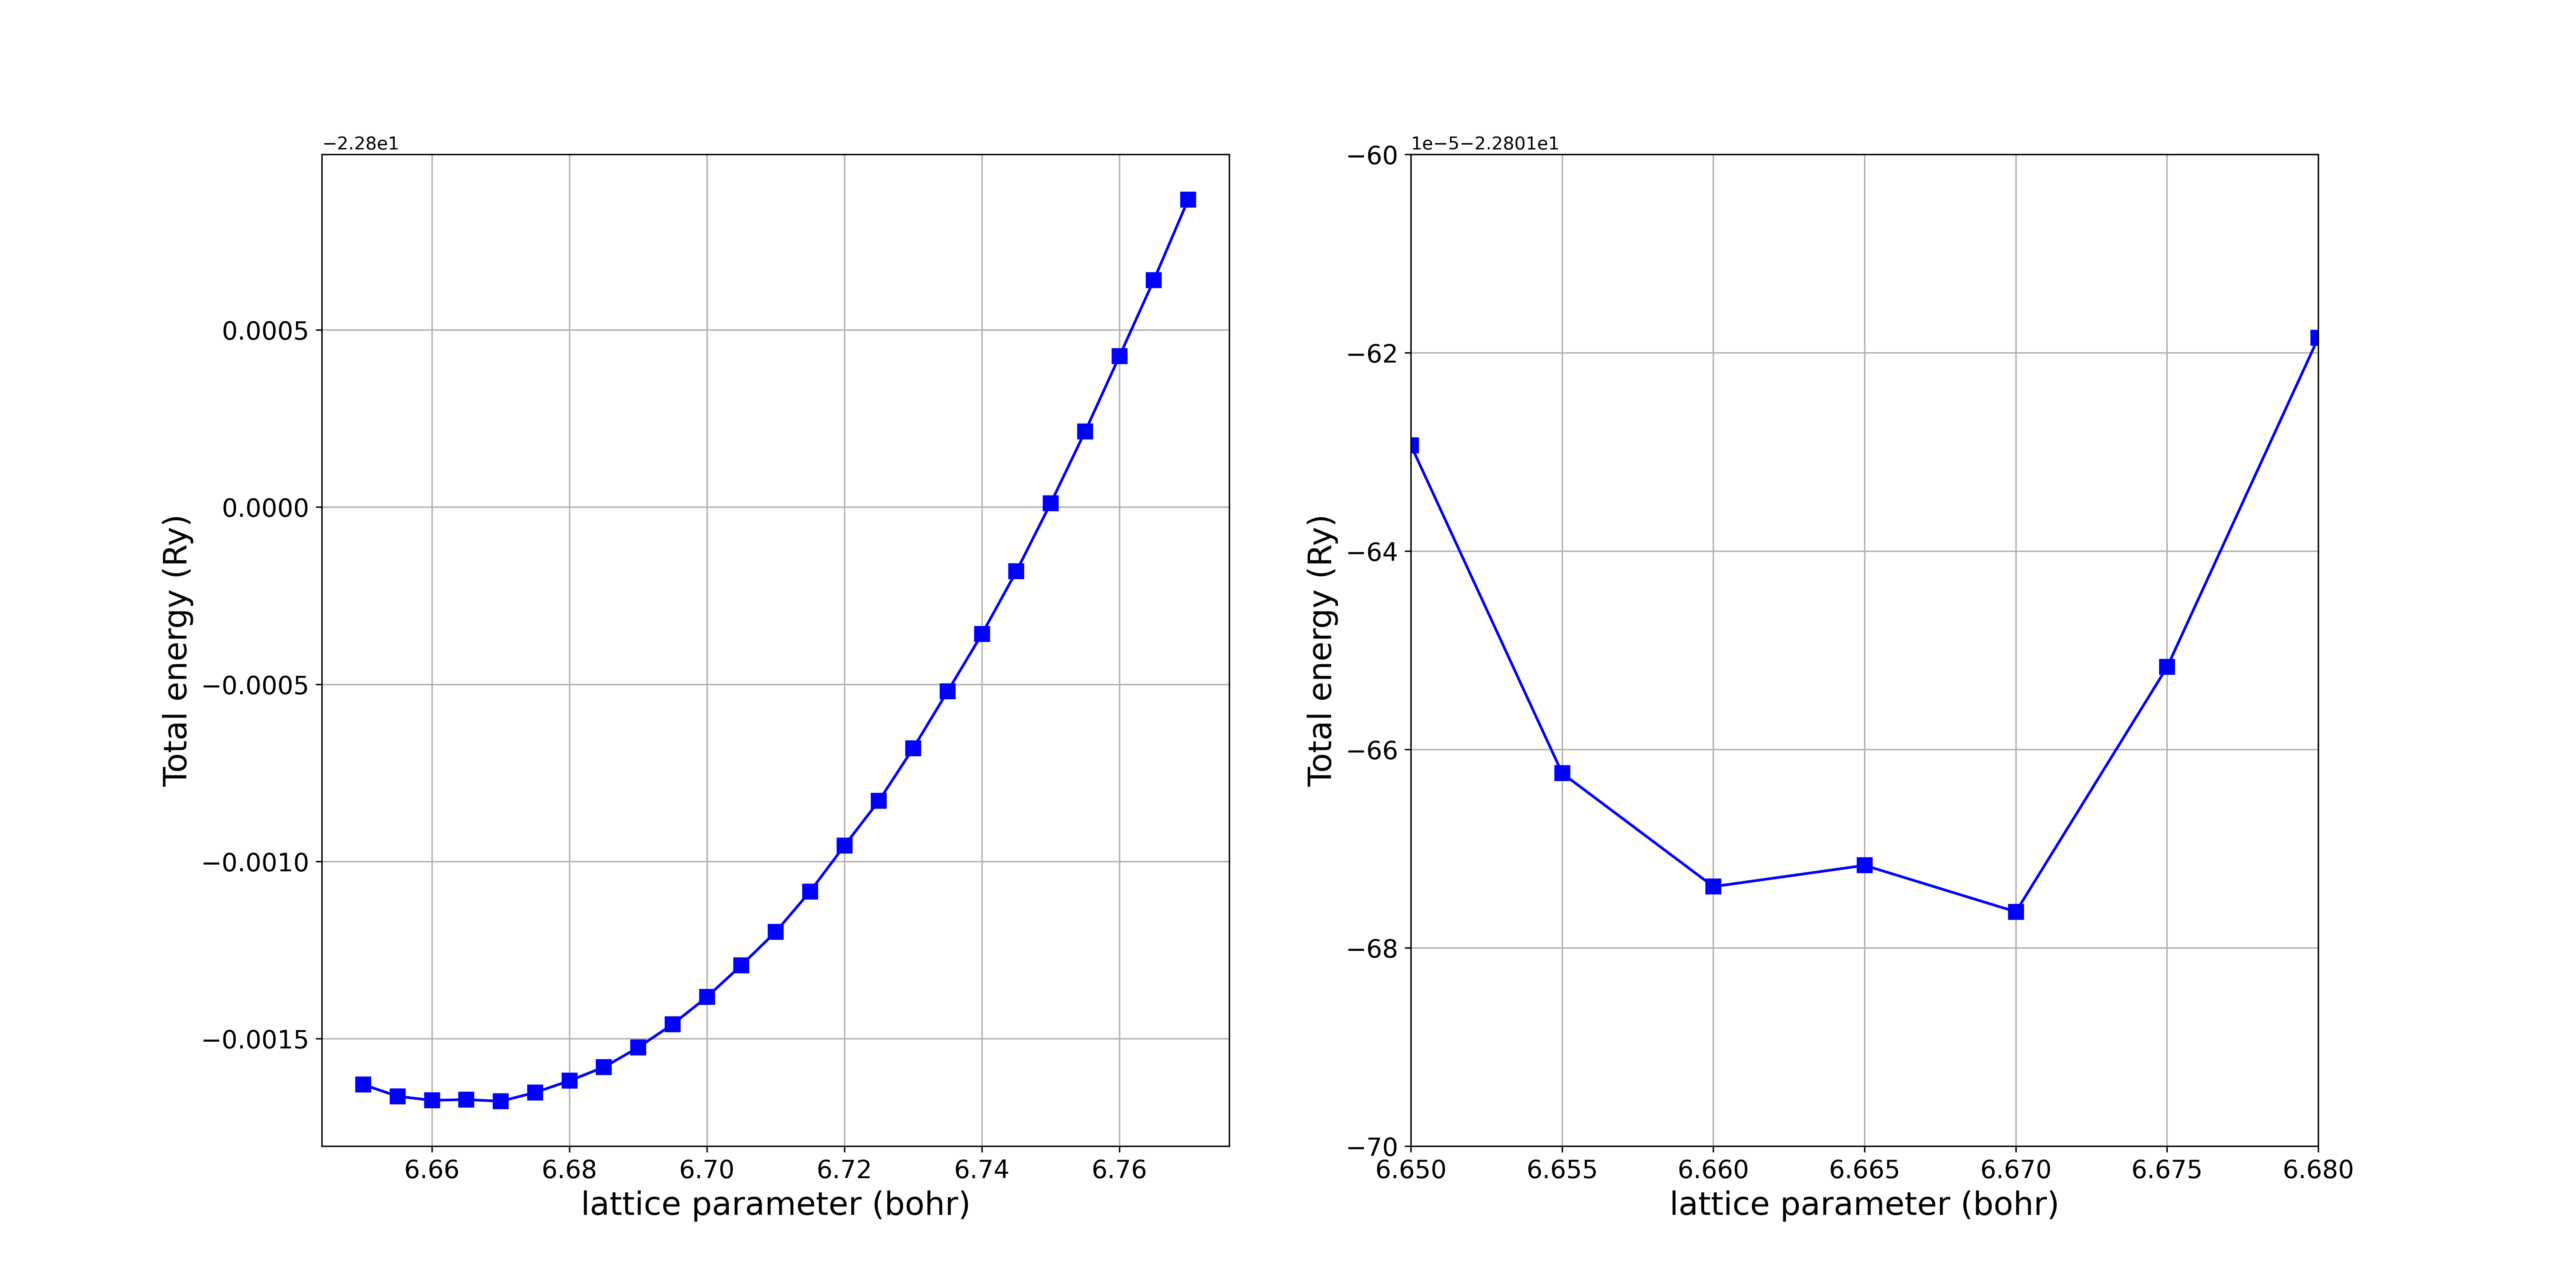 −2.28e1
0.0005
0.0000
−0.0005
−0.0010
−0.0015
Total energy (Ry)
6.66 6.68 6.70 6.72 6.74 6.76
lattice parameter (bohr)
1e−5−2.2801e1
−60
−62
−64
−66
−68
−70
Total energy (Ry)
6.650 6.655 6.660 6.665 6.670 6.675 6.680
lattice parameter (bohr)